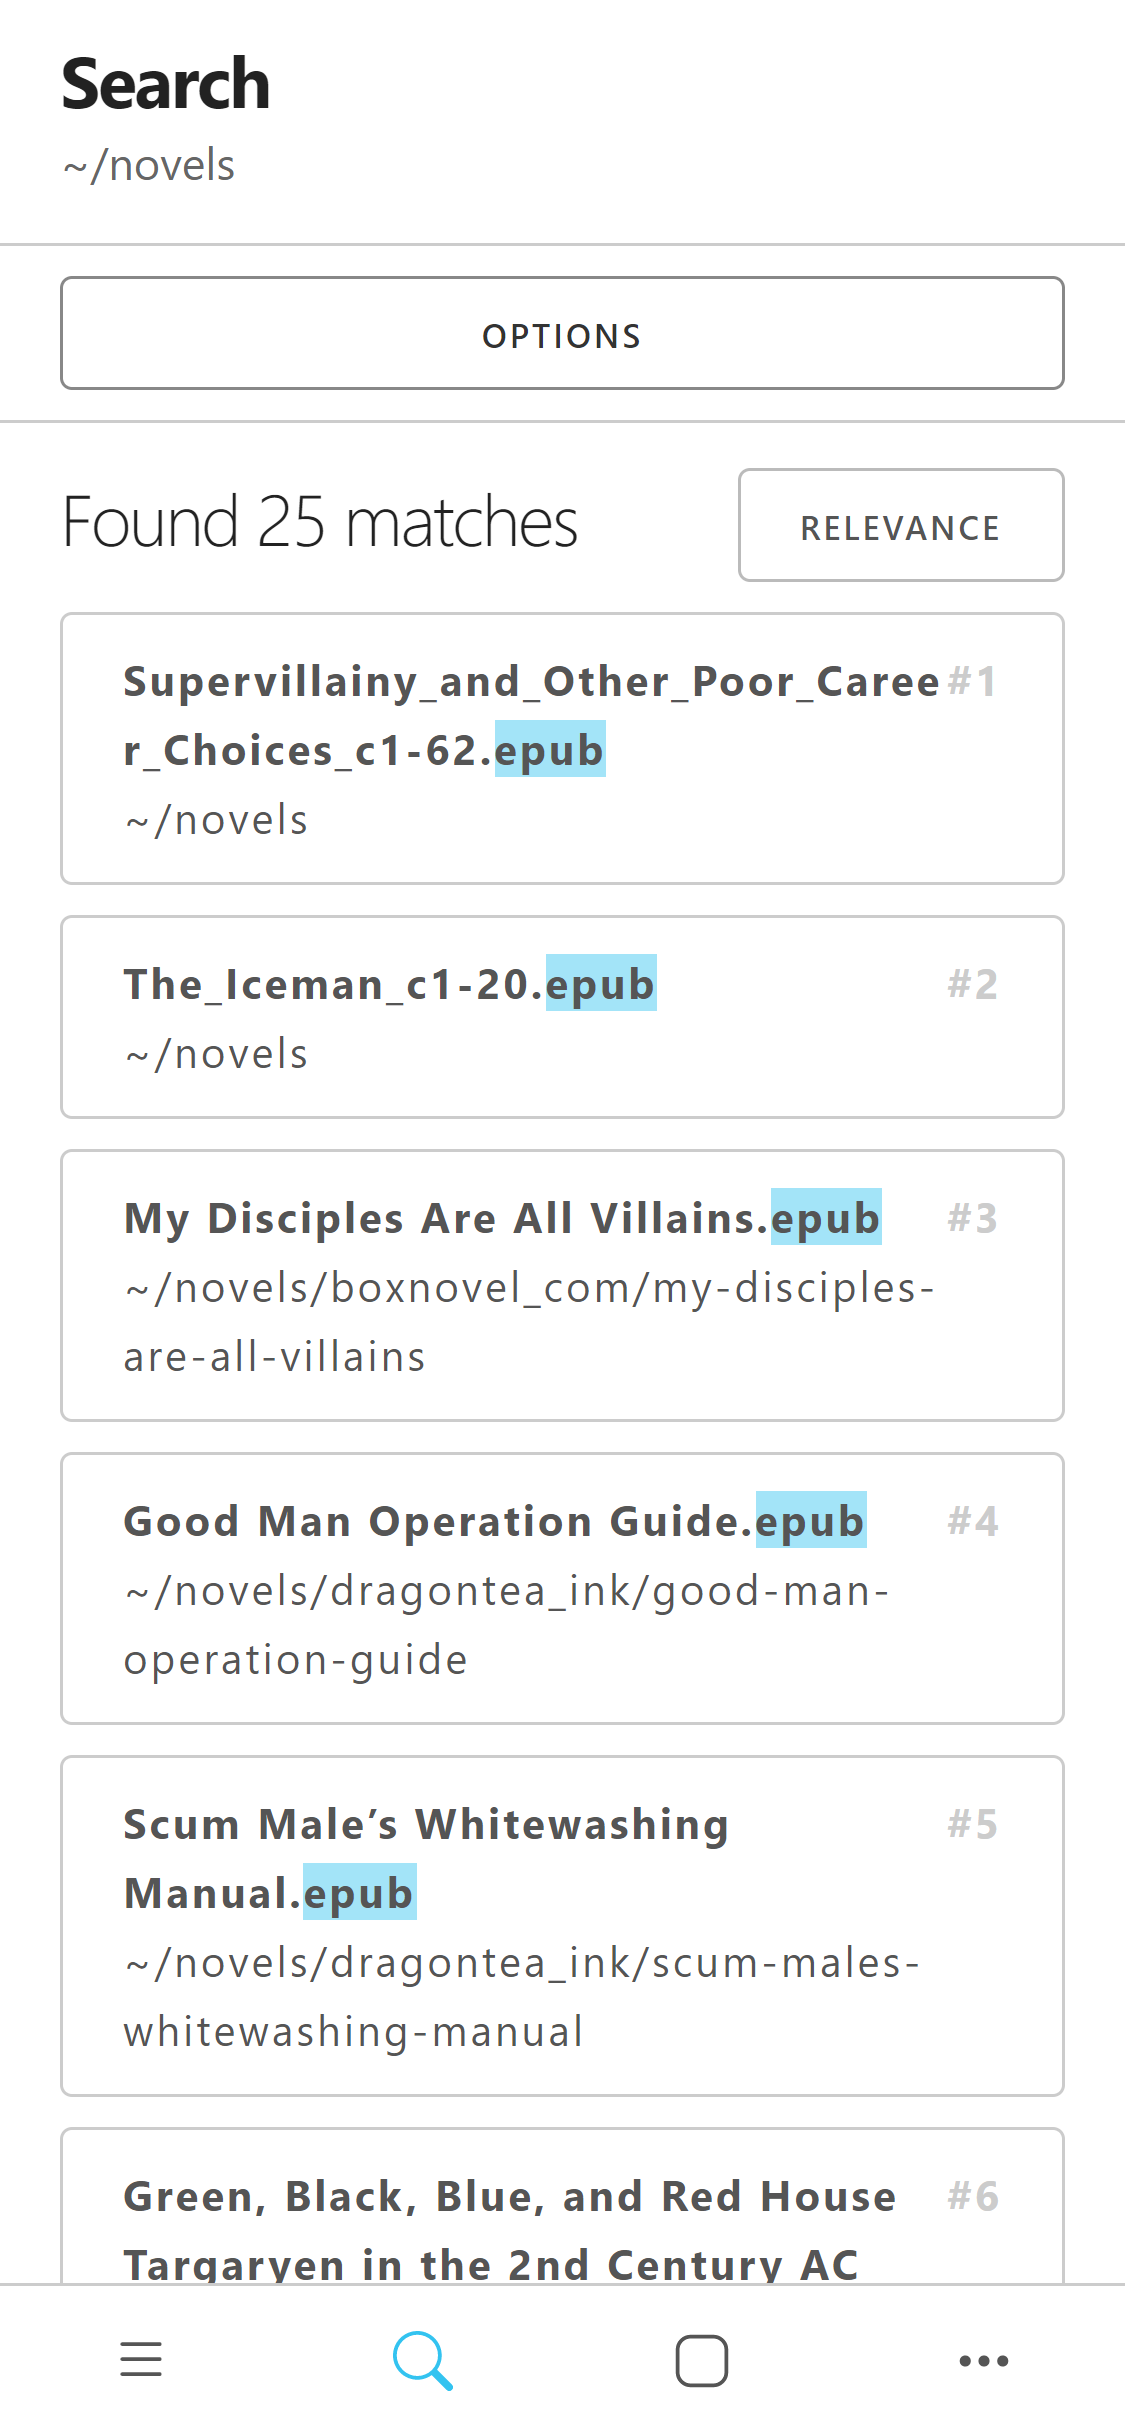 Search
~/novels
OPTIONS
Found 25 matches
RELEVANCE
Supervillainy_and_Other_Poor_Caree #1
r_Choices_c1-62.epub
~/novels
The_Iceman_c1-20.epub #2
~/novels
My Disciples Are All Villains.epub #3
~/novels/boxnovel_com/my-disciples-
are-all-villains
Good Man Operation Guide.epub #4
~/novels/dragontea_ink/good-man-
operation-guide
Scum Male’s Whitewashing #5
Manual.epub
~/novels/dragontea_ink/scum-males-
whitewashing-manual
Green, Black, Blue, and Red House #6
Targaryen in the 2nd Century AC